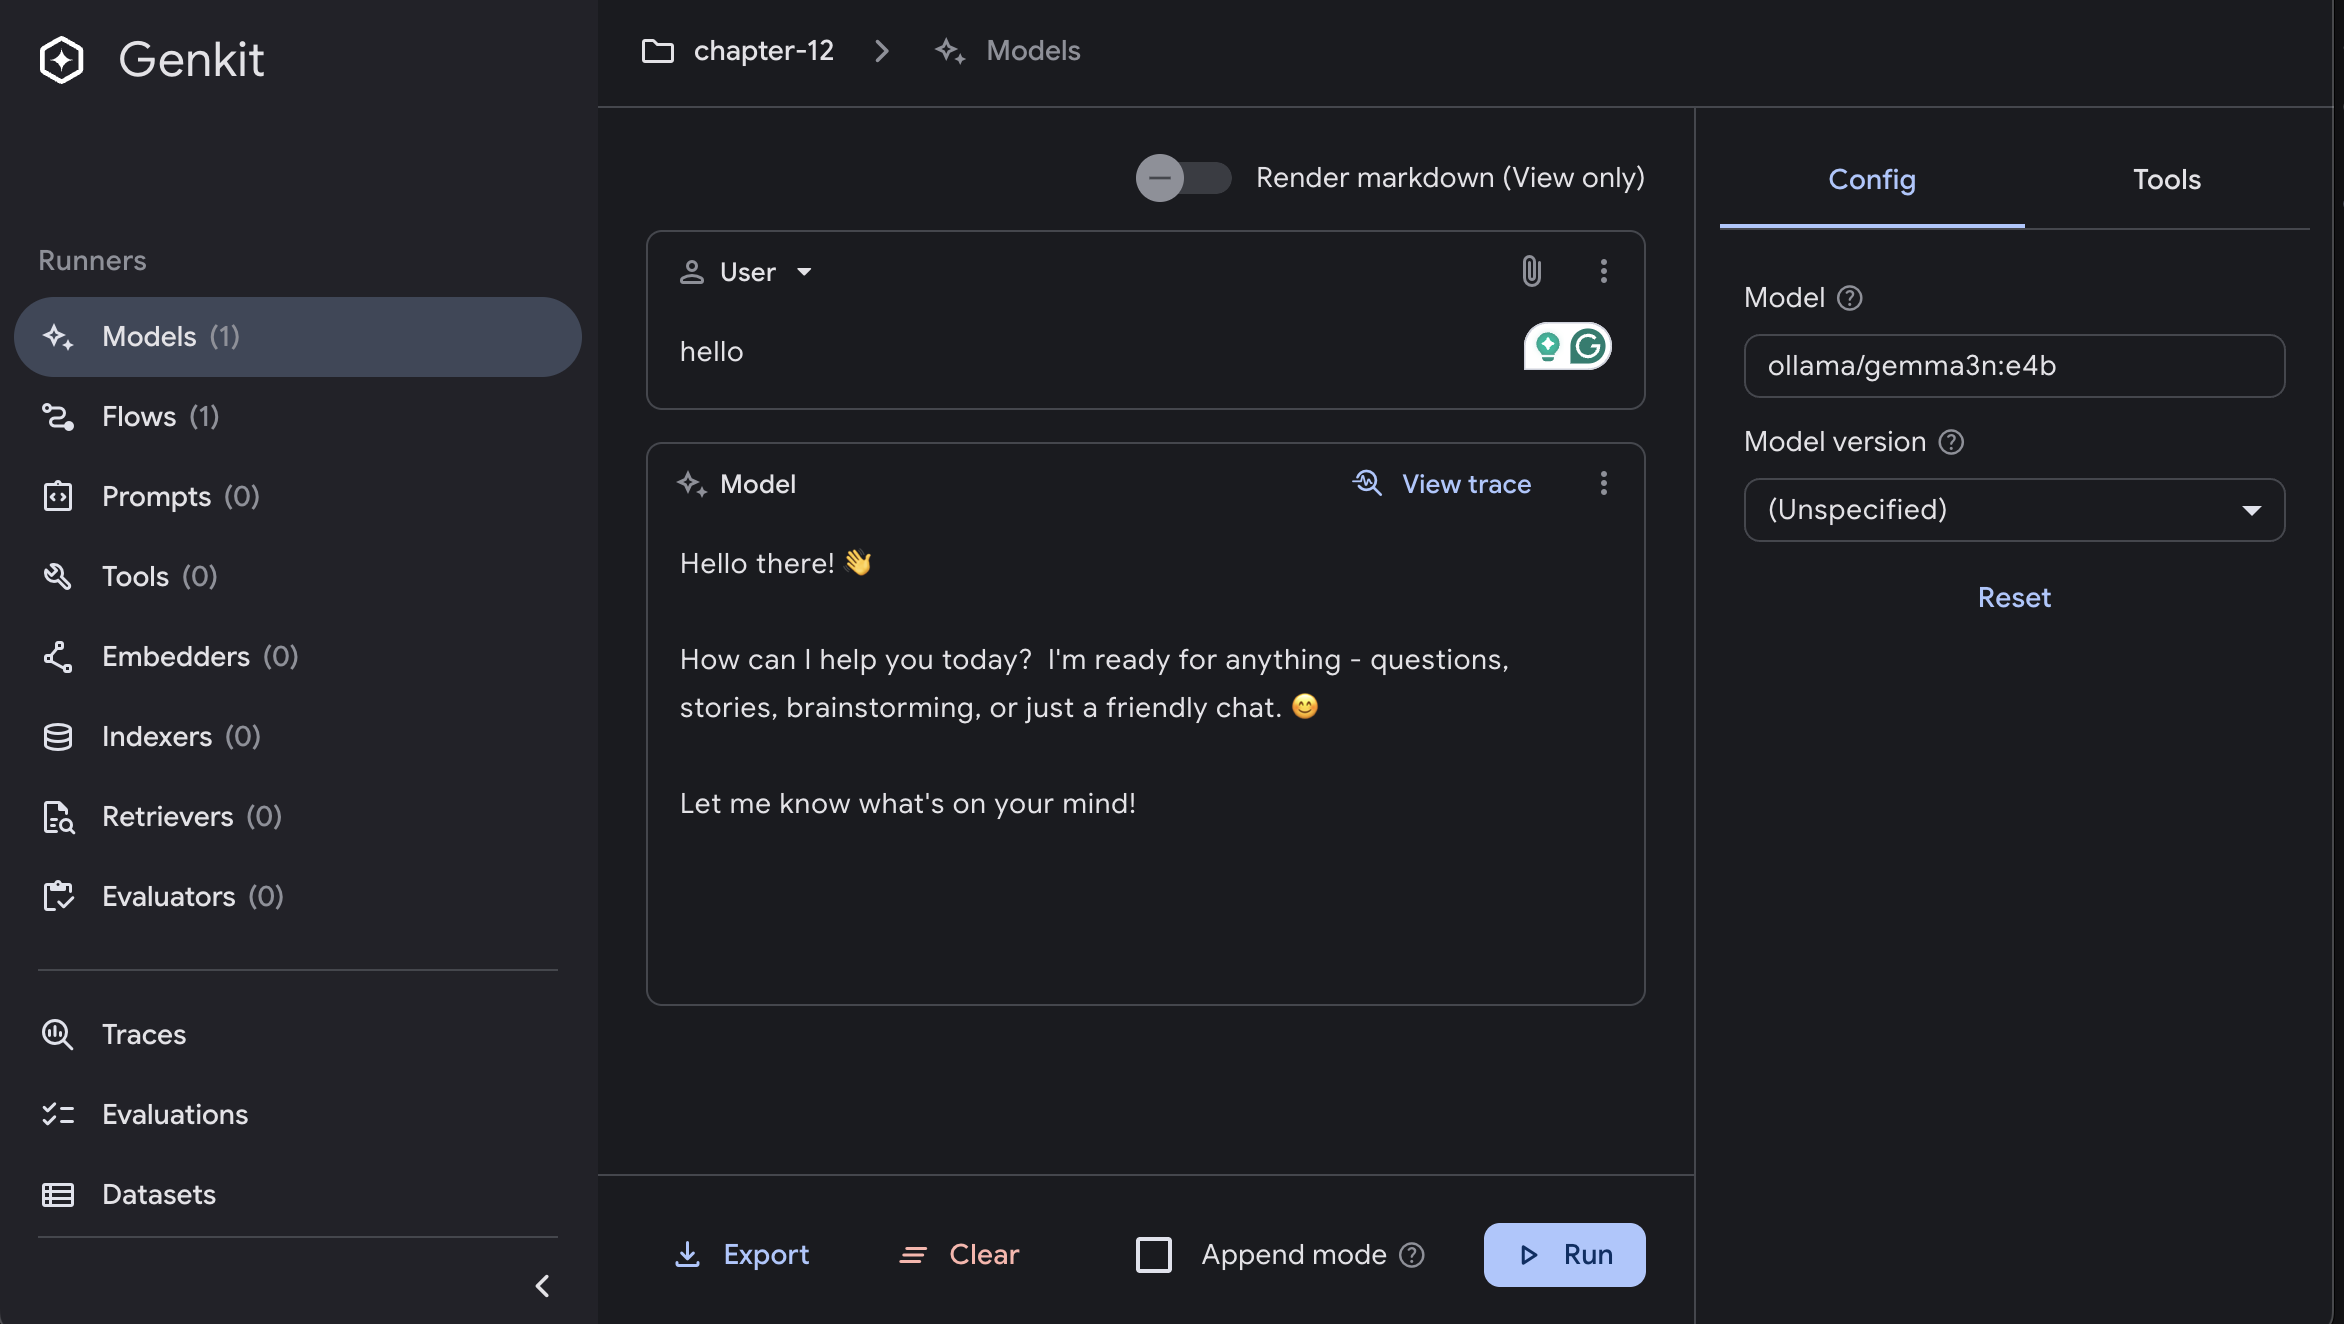 Genkit
Runners
Models (1)
Flows (1)
Prompts (0)
Tools (0)
Embedders (0)
Indexers (0)
Retrievers (0)
Evaluators (0)
Traces
Evaluations
Datasets
chapter-12 > Models
Render markdown (View only)
User
hello
Model
View trace
Hello there! 👋
How can I help you today?  I'm ready for anything - questions,
stories, brainstorming, or just a friendly chat. 😊
Let me know what's on your mind!
Export
Clear
Append mode
Run
Config
Tools
Model
ollama/gemma3n:e4b
Model version
(Unspecified)
Reset